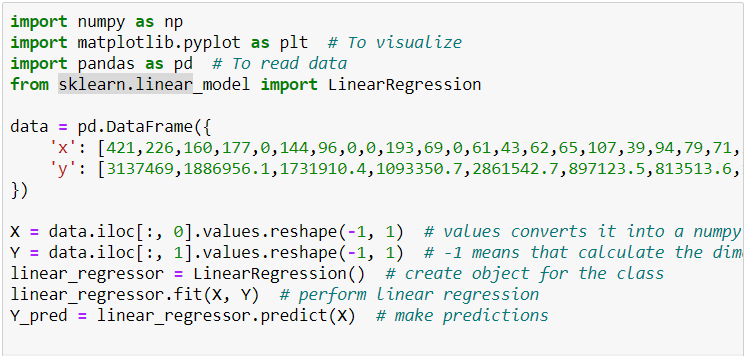 import numpy as np
import matplotlib.pyplot as plt  # To visualize
import pandas as pd  # To read data
from sklearn.linear_model import LinearRegression
data = pd.DataFrame({
    'x': [421,226,160,177,0,144,96,0,0,193,69,0,61,43,62,65,107,39,94,79,71,
    'y': [3137469,1886956.1,1731910.4,1093350.7,2861542.7,897123.5,813513.6,
})
X = data.iloc[:, 0].values.reshape(-1, 1)  # values converts it into a numpy
Y = data.iloc[:, 1].values.reshape(-1, 1)  # -1 means that calculate the
linear_regressor = LinearRegression()  # create object for the class
linear_regressor.fit(X, Y)  # perform linear regression
Y_pred = linear_regressor.predict(X)  # make predictions